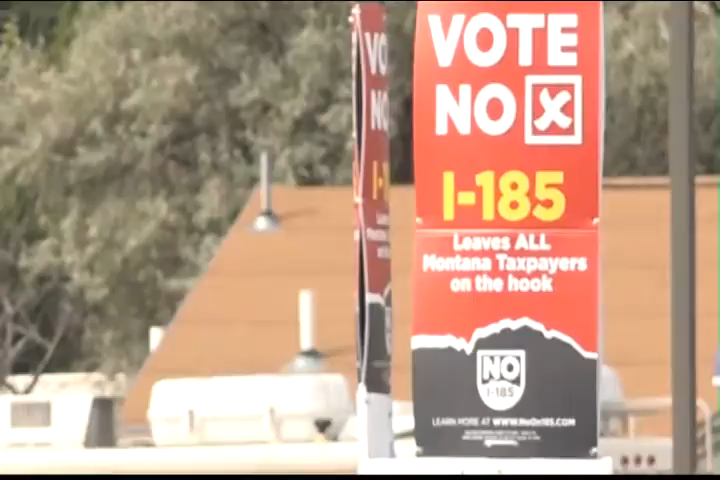 VOTE
NO
I-185
Leaves ALL
Montana Taxpayers
on the hook
NO
I-185
LEARN MORE AT WWW.NoOn185.COM
VO
NO